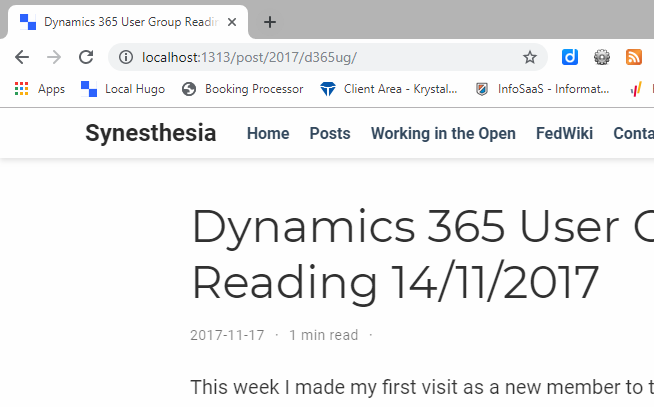 Dynamics 365 User Group Readin
localhost:1313/post/2017/d365ug/
Apps Local Hugo Booking Processor Client Area - Krystal... InfoSaaS - Informat...
Synesthesia Home Posts Working in the Open FedWiki Conta
Dynamics 365 User G
Reading 14/11/2017
2017-11-17 · 1 min read ·
This week I made my first visit as a new member to t